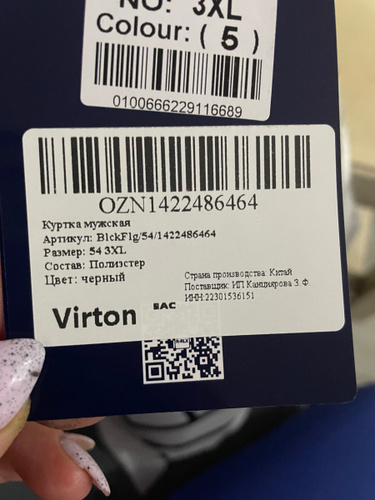 NO: 3XL
Colour: ( 5 )
0100666229116689
OZN1422486464
Куртка мужская
Артикул: BlckFlg/54/1422486464
Размер: 54 3XL
Состав: Полиэстер
Цвет: черный
Страна производства: Китай
Поставщик: ИП Канциярова З. Ф.
ИНН:22301536151
Virton
EAC